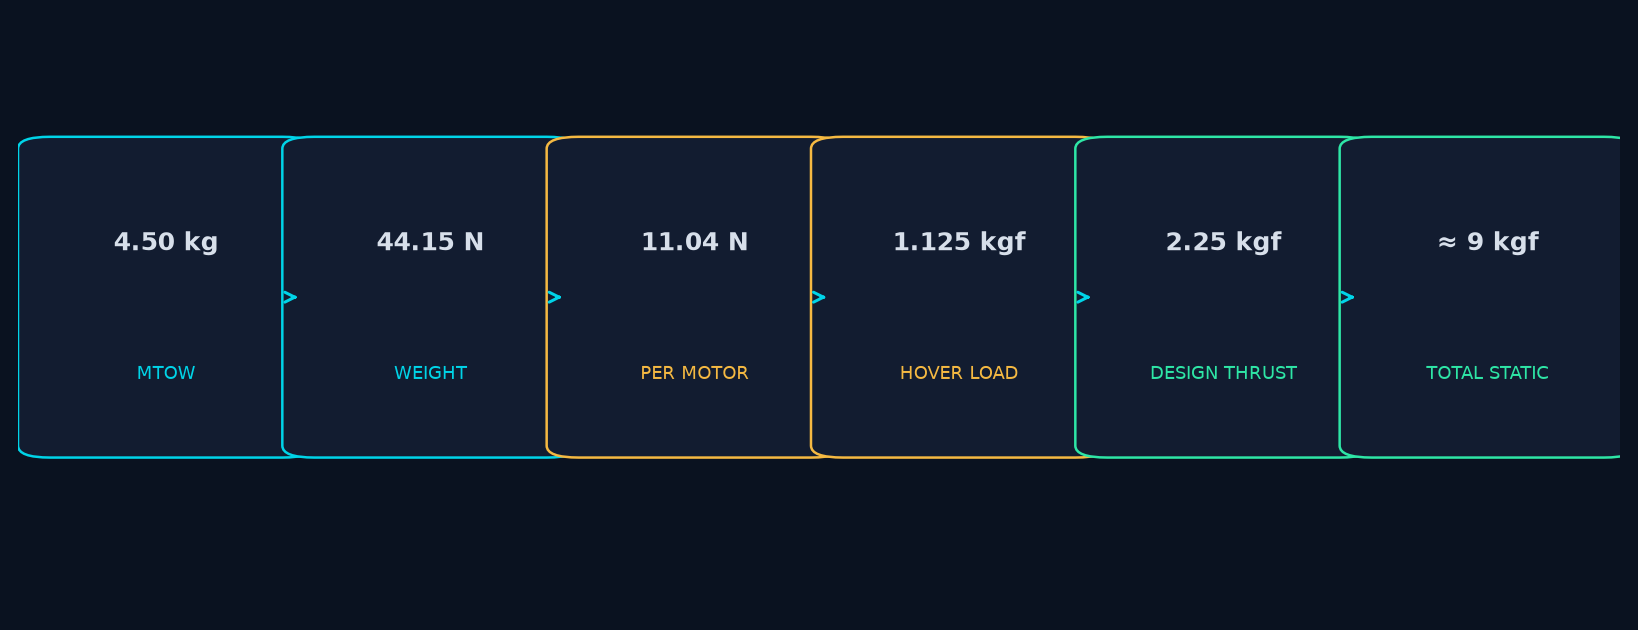 4.50 kg
MTOW
44.15 N
WEIGHT
11.04 N
PER MOTOR
1.125 kgf
HOVER LOAD
2.25 kgf
DESIGN THRUST
≈ 9 kgf
TOTAL STATIC